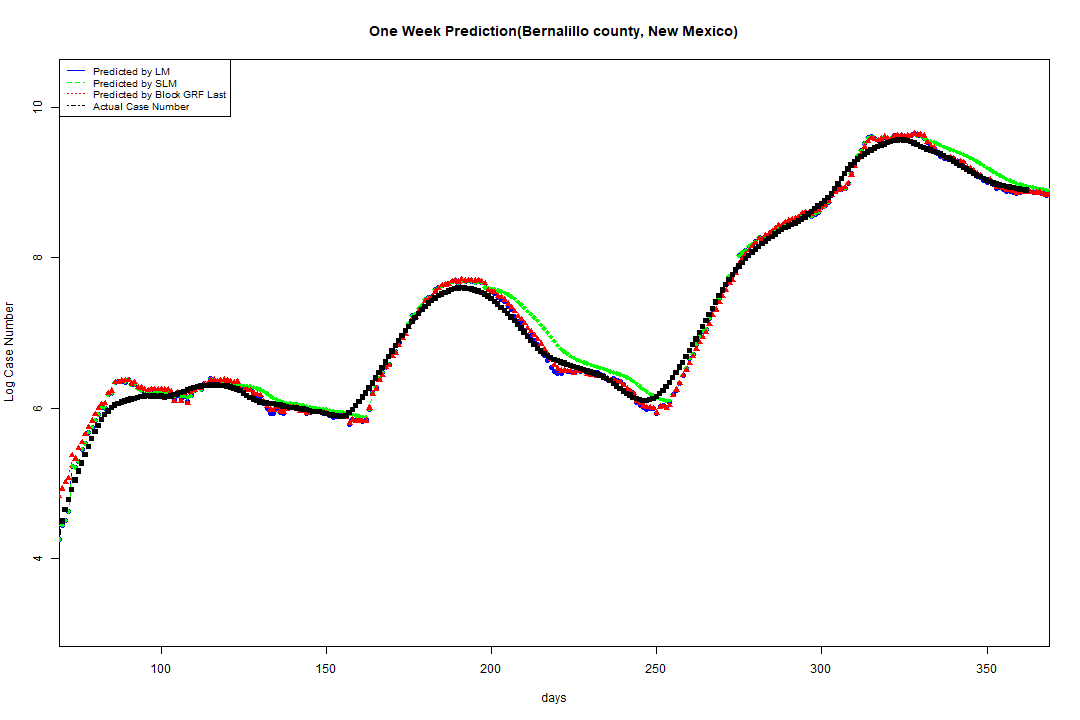 One Week Prediction(Bernalillo county, New Mexico)
Predicted by LM
Predicted by SLM
Predicted by Block GRF Last
Actual Case Number
10
8
6
4
Log Case Number
100 150 200 250 300 350
days